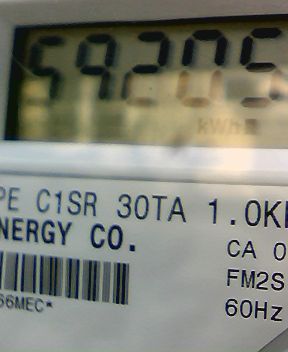 59205
kWh
PE C1SR 30TA 1.0K
NERGY CO.
CA 0
FM2S
60Hz
56MEC*